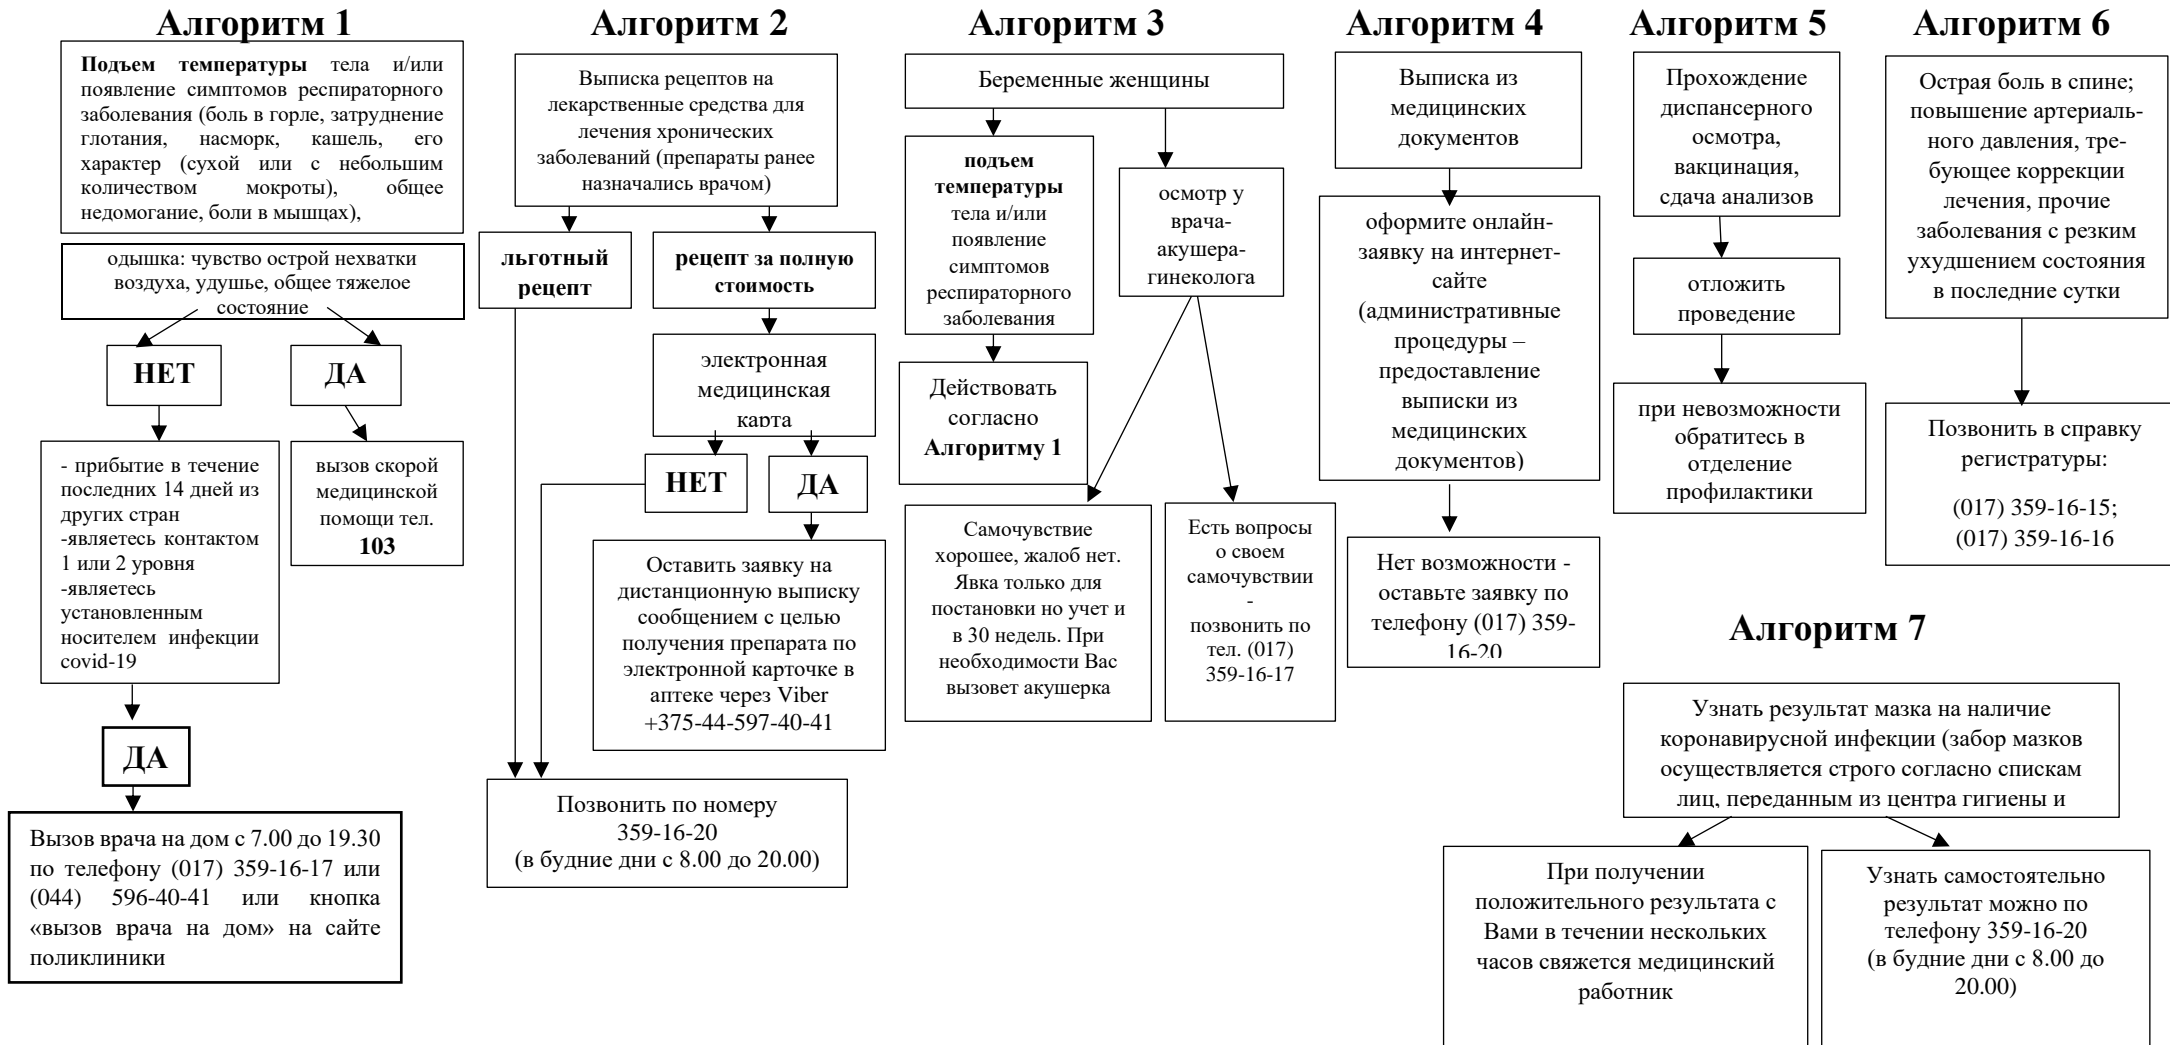 Алгоритм 1
Подъем температуры тела и/или
появление симптомов респираторного
заболевания (боль в горле, затруднение
глотания, насморк, кашель, его
характер (сухой или с небольшим
количеством мокроты), общее
недомогание, боли в мышцах),
одышка: чувство острой нехватки
воздуха, удушье, общее тяжелое
состояние
НЕТ
ДА
- прибытие в течение
последних 14 дней из
других стран
-являетесь контактом
1 или 2 уровня
-являетесь
установленным
носителем инфекции
covid-19
вызов скорой
медицинской
помощи тел.
103
ДА
Вызов врача на дом с 7.00 до 19.30
по телефону (017) 359-16-17 или
(044) 596-40-41 или кнопка
«вызов врача на дом» на сайте
поликлиники
Алгоритм 2
Выписка рецептов на
лекарственные средства для
лечения хронических
заболеваний (препараты ранее
назначались врачом)
льготный
рецепт
рецепт за полную
стоимость
электронная
медицинская
карта
НЕТ
ДА
Оставить заявку на
дистанционную выписку
сообщением с целью
получения препарата по
электронной карточке в
аптеке через Viber
+375-44-597-40-41
Позвонить по номеру
359-16-20
(в будние дни с 8.00 до 20.00)
Алгоритм 3
Беременные женщины
подъем
температуры
тела и/или
появление
симптомов
респираторного
заболевания
осмотр у
врача-
акушера-
гинеколога
Действовать
согласно
Алгоритму 1
Самочувствие
хорошее, жалоб нет.
Явка только для
постановки но учет и
в 30 недель. При
необходимости Вас
вызовет акушерка
Есть вопросы
о своем
самочувствии
-
позвонить по
тел. (017)
359-16-17
Алгоритм 4
Выписка из
медицинских
документов
оформите онлайн-
заявку на интернет-
сайте
(административные
процедуры –
предоставление
выписки из
медицинских
документов)
Нет возможности -
оставьте заявку по
телефону (017) 359-
16-20
Алгоритм 5
Прохождение
диспансерного
осмотра,
вакцинация,
сдача анализов
отложить
проведение
при невозможности
обратитесь в
отделение
профилактики
Алгоритм 6
Острая боль в спине;
повышение артериаль-
ного давления, тре-
бующее коррекции
лечения, прочие
заболевания с резким
ухудшением состояния
в последние сутки
Позвонить в справку
регистратуры:
(017) 359-16-15;
(017) 359-16-16
Алгоритм 7
Узнать результат мазка на наличие
коронавирусной инфекции (забор мазков
осуществляется строго согласно спискам
лиц, переданным из центра гигиены и
При получении
положительного результата с
Вами в течении нескольких
часов свяжется медицинский
работник
Узнать самостоятельно
результат можно по
телефону 359-16-20
(в будние дни с 8.00 до
20.00)